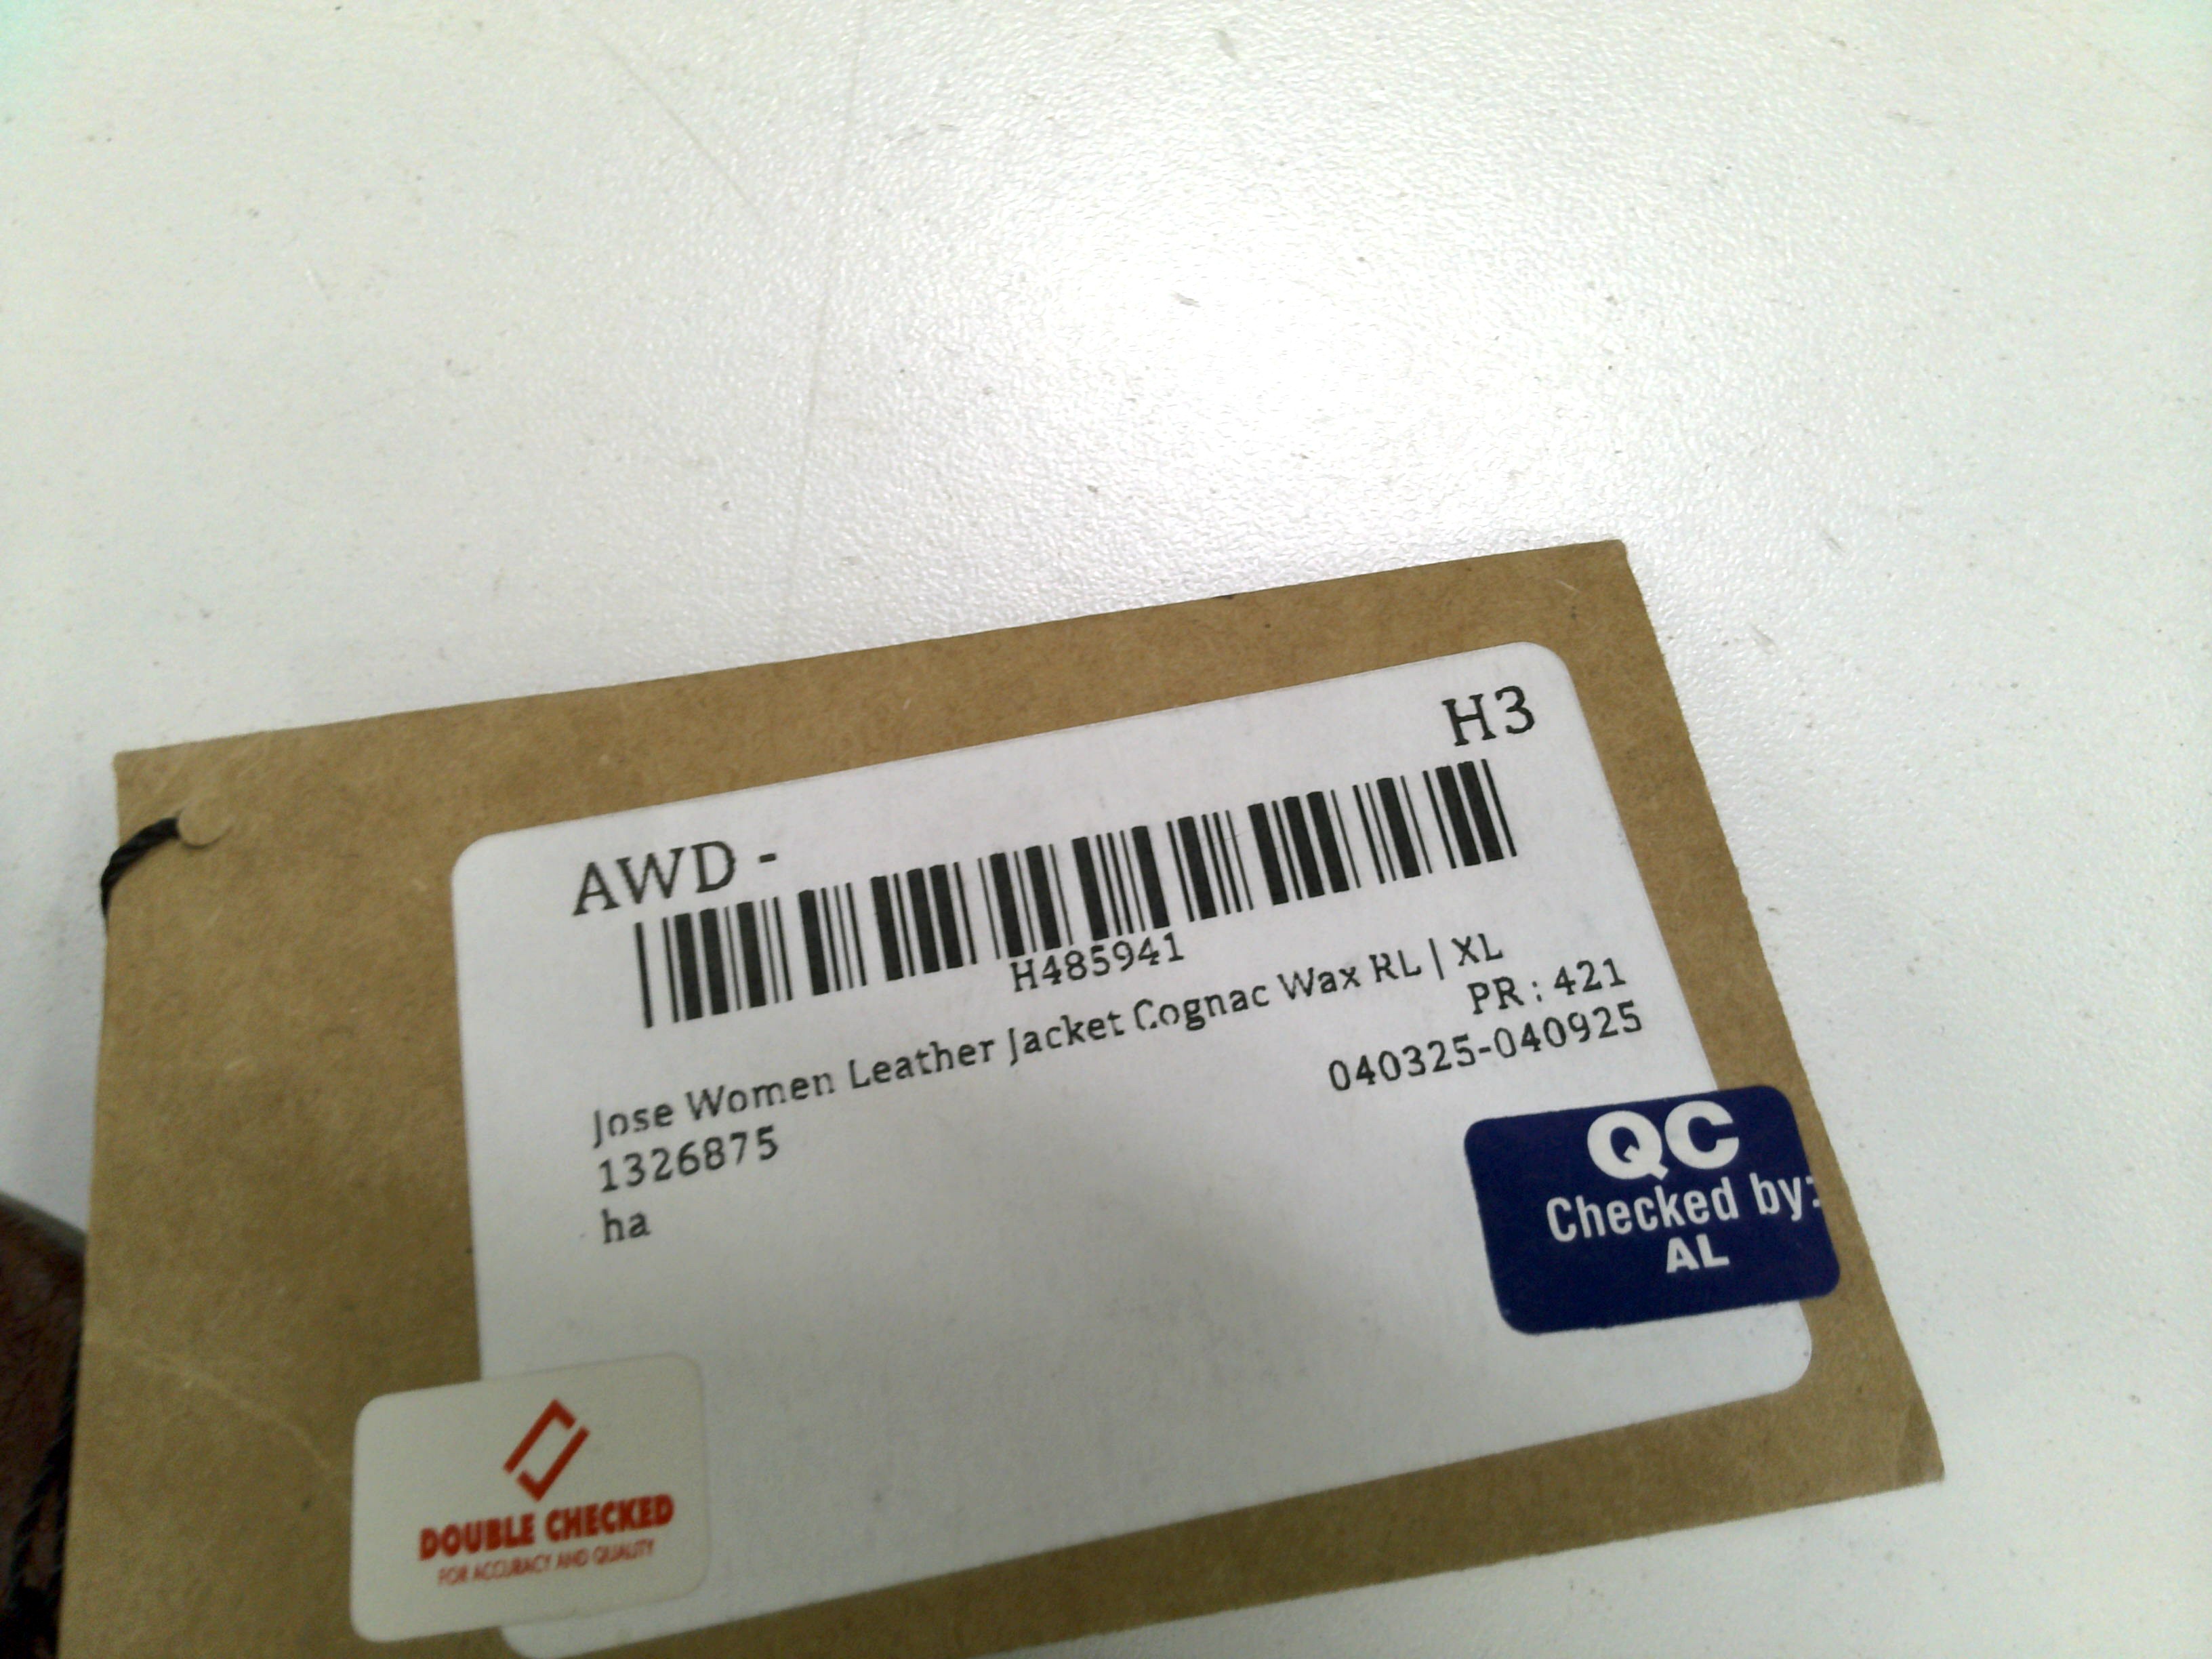 H3
AWD -
H485941
Jose Women Leather Jacket Cognac Wax RL | XL
PR : 421
1326875
040325-040925
ha
QC
Checked by:
AL
DOUBLE CHECKED
FOR ACCURACY AND QUALITY